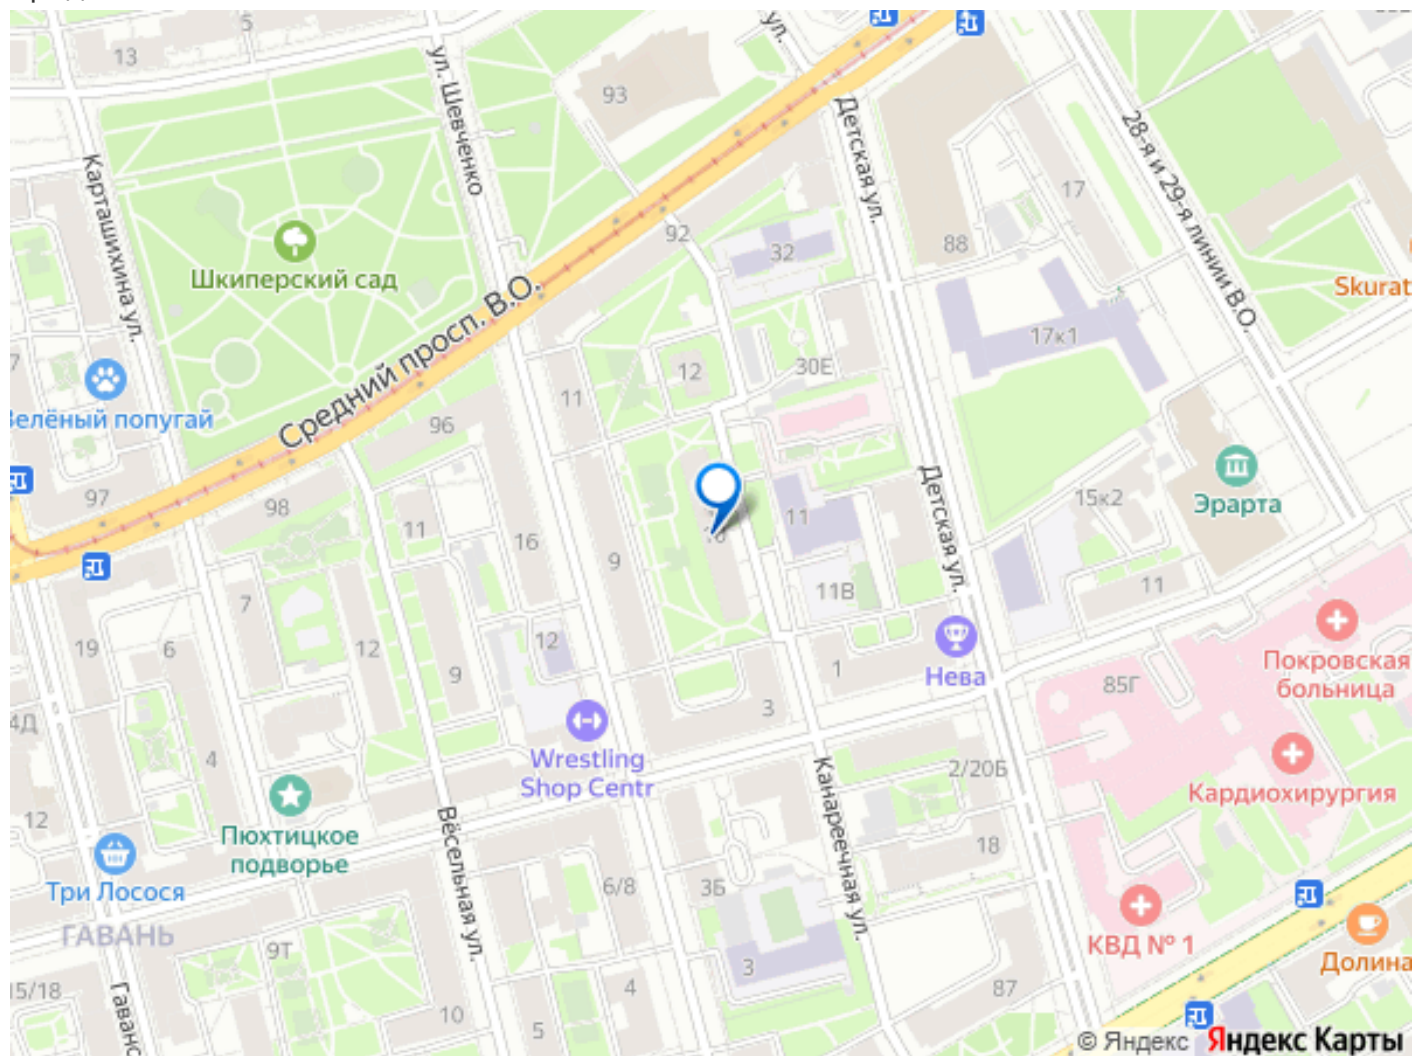 5
13
93
ул.
ул. Шевченко
Детская ул.
28-я и 29-я линии В.О.
17
Карташихина ул.
92
32
88
Шкиперский сад
Skurat
Средний просп. В.О.
17к1
30Е
12
11
елёный попугай
96
Детская ул.
Эрарта
15к2
97
98
11
16
9
11
11В
11
7
12
12
19
6
9
1
Нева
Покровская
больница
85Г
4Д
3
4
Wrestling
Shop Centr
2/20Б
Канареечная ул.
Кардиохирургия
12
Вёсельная ул.
Пюхтицкое
подворье
18
Три Лосося
6/8
3Б
ГАВАНЬ
КВД № 1
9Т
Долина
3
15/18
4
87
Гаванс
10
5
© Яндекс Яндекс Карты